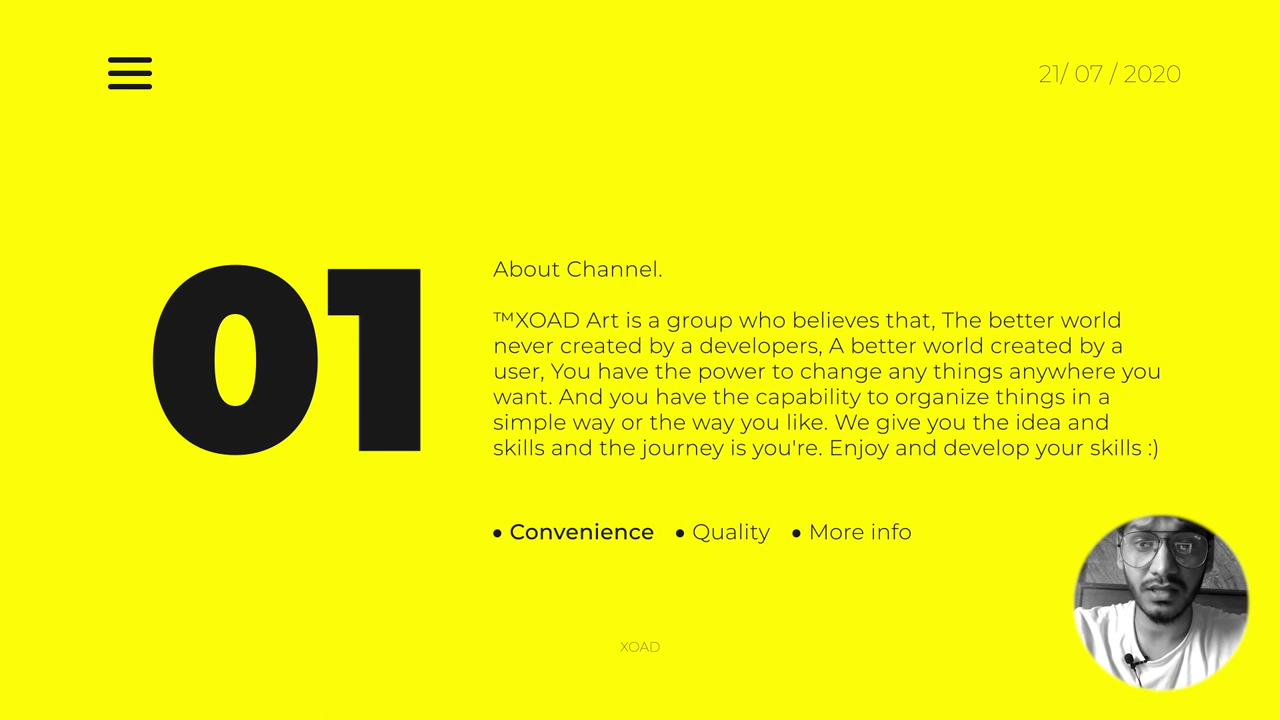 21/ 07 / 2020
01
About Channel.
™XOAD Art is a group who believes that, The better world
never created by a developers, A better world created by a
user, You have the power to change any things anywhere you
want. And you have the capability to organize things in a
simple way or the way you like. We give you the idea and
skills and the journey is you're. Enjoy and develop your skills :)
• Convenience • Quality • More info
XOAD